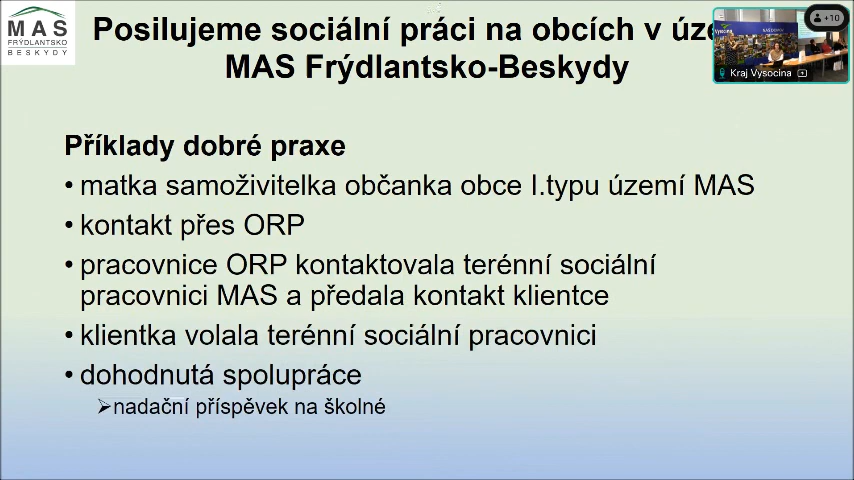 MAS
FRÝDLANTSKO
BESKYDY
Posilujeme sociální práci na obcích v
MAS Frýdlantsko-Beskydy
+10
Kraj Vysocina
Příklady dobré praxe
• matka samoživitelka občanka obce I.typu území MAS
• kontakt přes ORP
• pracovnice ORP kontaktovala terénní sociální
pracovnici MAS a předala kontakt klientce
• klientka volala terénní sociální pracovnici
• dohodnutá spolupráce
➢nadační příspěvek na školné